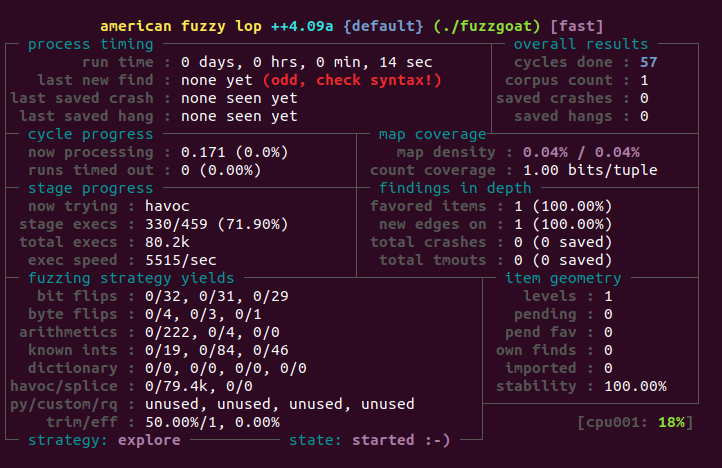 american fuzzy lop ++4.09a {default} (./fuzzgoat) [fast]
process timing overall results
run time : 0 days, 0 hrs, 0 min, 14 sec cycles done : 57
last new find : none yet (odd, check syntax!) corpus count : 1
last saved crash : none seen yet saved crashes : 0
last saved hang : none seen yet saved hangs : 0
cycle progress map coverage
now processing : 0.171 (0.0%) map density : 0.04% / 0.04%
runs timed out : 0 (0.00%) count coverage : 1.00 bits/tuple
stage progress findings in depth
now trying : havoc favored items : 1 (100.00%)
stage execs : 330/459 (71.90%) new edges on : 1 (100.00%)
total execs : 80.2k total crashes : 0 (0 saved)
exec speed : 5515/sec total tmouts : 0 (0 saved)
fuzzing strategy yields item geometry
bit flips : 0/32, 0/31, 0/29 levels : 1
byte flips : 0/4, 0/3, 0/1 pending : 0
arithmetics : 0/222, 0/4, 0/0 pend fav : 0
known ints : 0/19, 0/84, 0/46 own finds : 0
dictionary : 0/0, 0/0, 0/0, 0/0 imported : 0
havoc/splice : 0/79.4k, 0/0 stability : 100.00%
py/custom/rq : unused, unused, unused, unused
trim/eff : 50.00%/1, 0.00% [cpu001: 18%]
strategy: explore state: started :-)